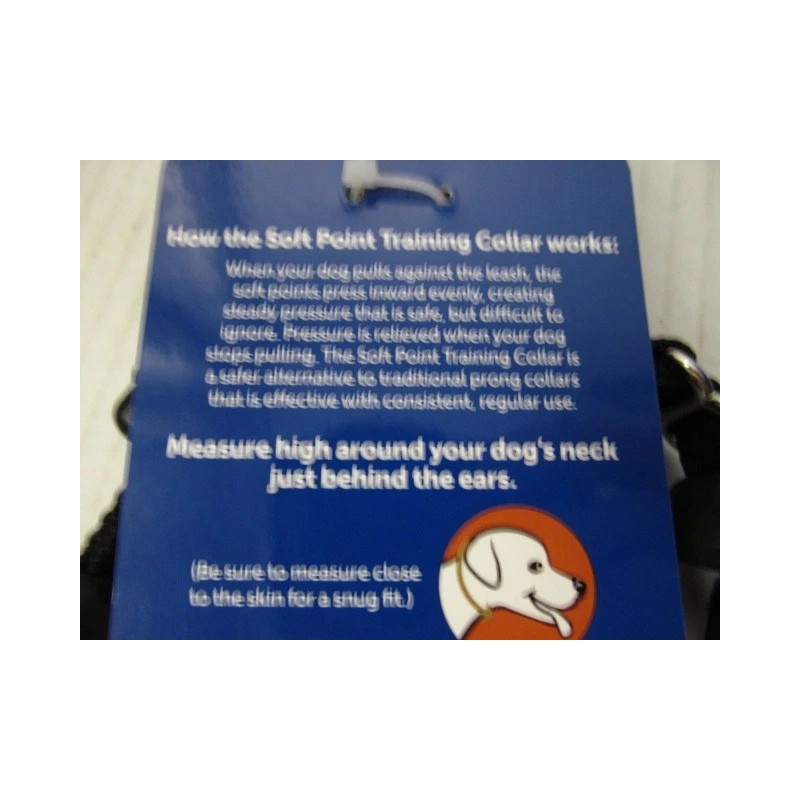 How the Soft Point Training Collar works:
When your dog pulls against the leash, the
soft points press inward evenly, creating
steady pressure that is safe, but difficult to
ignore. Pressure is relieved when your dog
stops pulling. The Soft Point Training Collar is
a safer alternative to traditional prong collars
that is effective with consistent, regular use.
Measure high around your dog's neck
just behind the ears.
(Be sure to measure close
to the skin for a snug fit.)